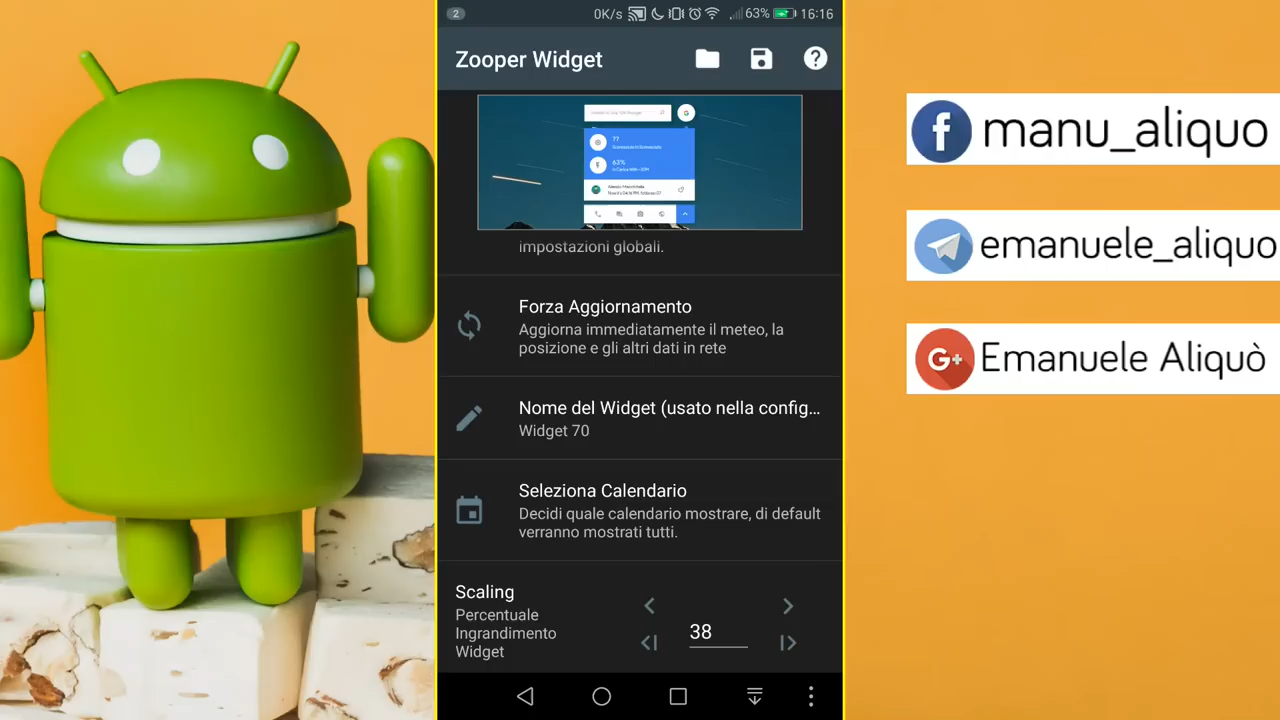 2
0K/s
63%
16:16
Zooper Widget
G
??
63%
impostazioni globali.
Forza Aggiornamento
Aggiorna immediatamente il meteo, la
posizione e gli altri dati in rete
Nome del Widget (usato nella config...
Widget 70
Seleziona Calendario
Decidi quale calendario mostrare, di default
verranno mostrati tutti.
Scaling
Percentuale
Ingrandimento
Widget
38
f manu_aliquo
emanuele_aliquo
G+ Emanuele Aliquò